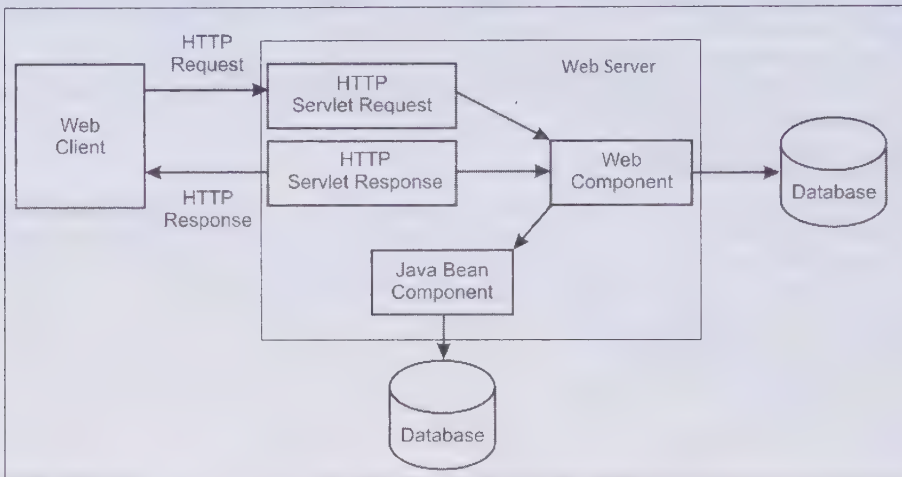 HTTP
Request
Web Server
HTTP
Servlet Request
Web
Client
HTTP
Servlet Response
Web
Component
Database
HTTP
Response
Java Bean
Component
Database